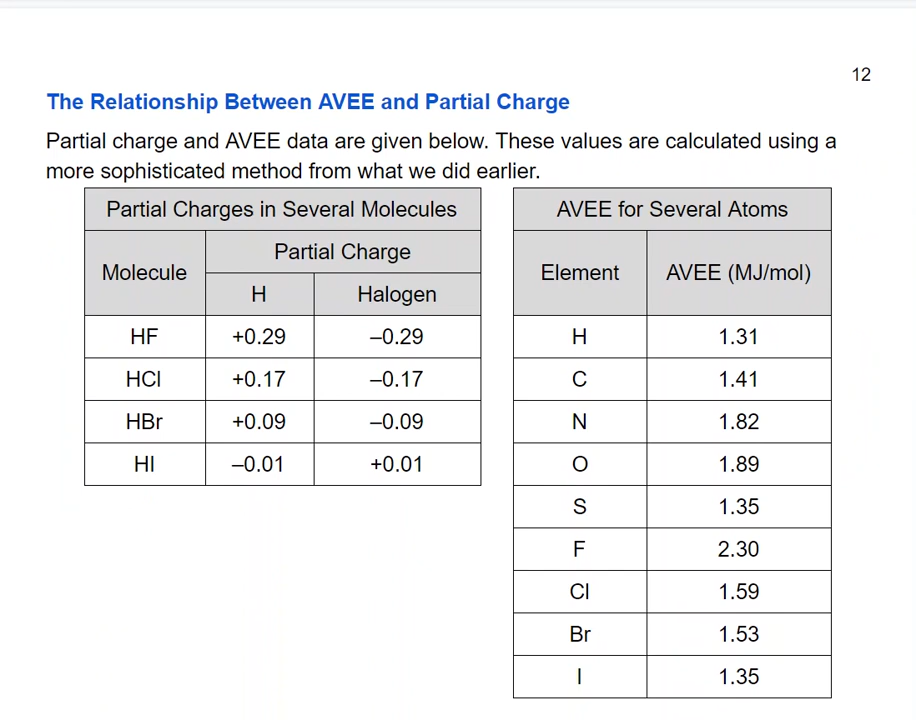 12
The Relationship Between AVEE and Partial Charge
Partial charge and AVEE data are given below. These values are calculated using a
more sophisticated method from what we did earlier.
Partial Charges in Several Molecules
Molecule
Partial Charge
H Halogen
HF +0.29 –0.29
HCl +0.17 –0.17
HBr +0.09 –0.09
HI –0.01 +0.01
AVEE for Several Atoms
Element AVEE (MJ/mol)
H 1.31
C 1.41
N 1.82
O 1.89
S 1.35
F 2.30
Cl 1.59
Br 1.53
I 1.35